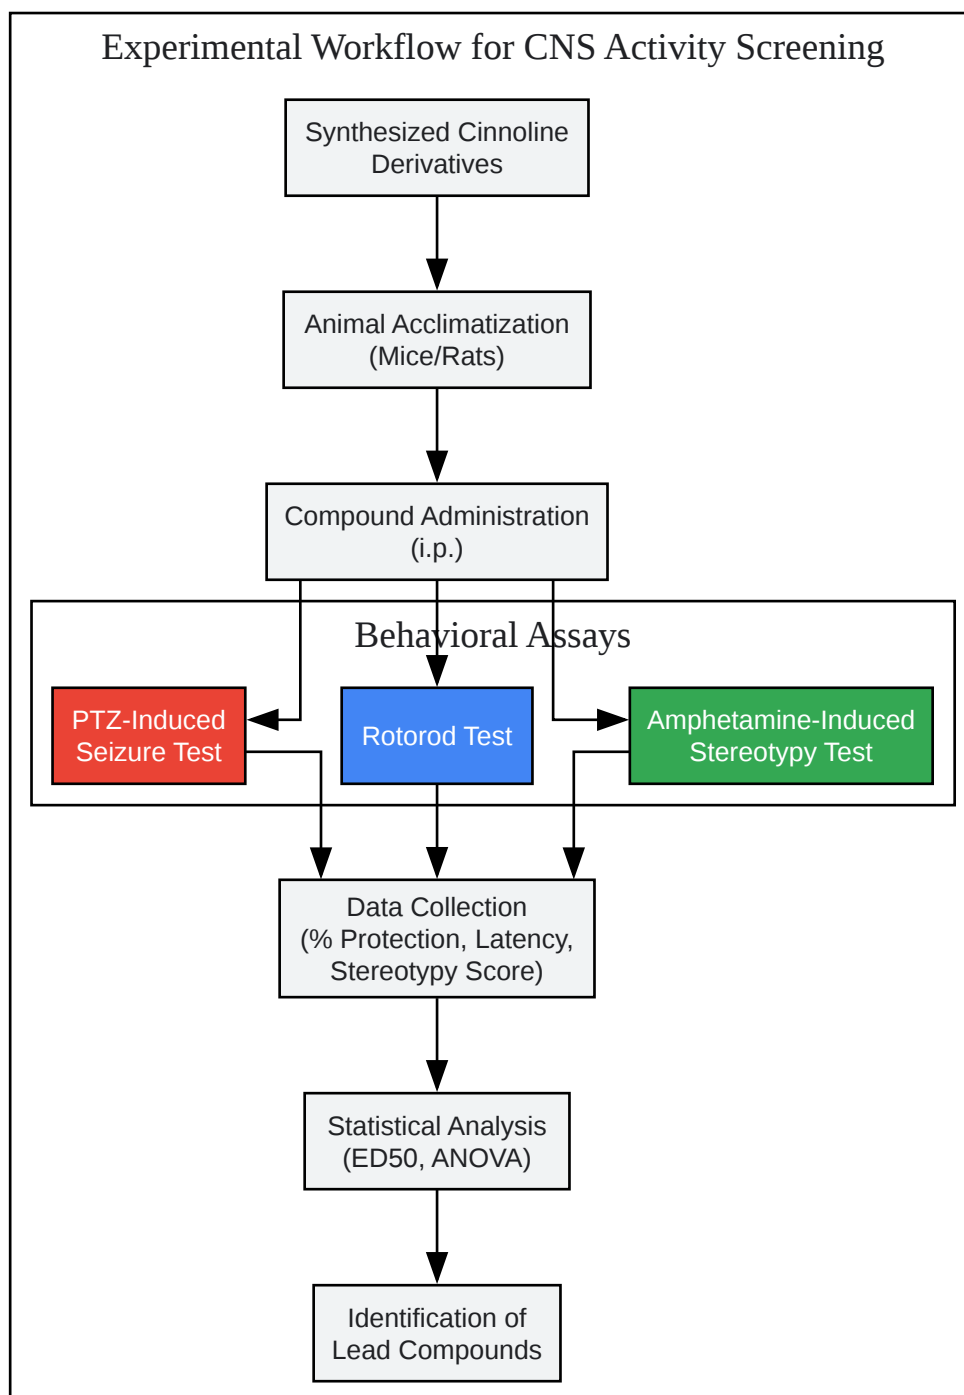 Experimental Workflow for CNS Activity Screening
Synthesized Cinnoline
Derivatives
Animal Acclimatization
(Mice/Rats)
Compound Administration
(i.p.)
Behavioral Assays
PTZ-Induced
Seizure Test
Rotorod Test
Amphetamine-Induced
Stereotypy Test
Data Collection
(% Protection, Latency,
Stereotypy Score)
Statistical Analysis
(ED50, ANOVA)
Identification of
Lead Compounds